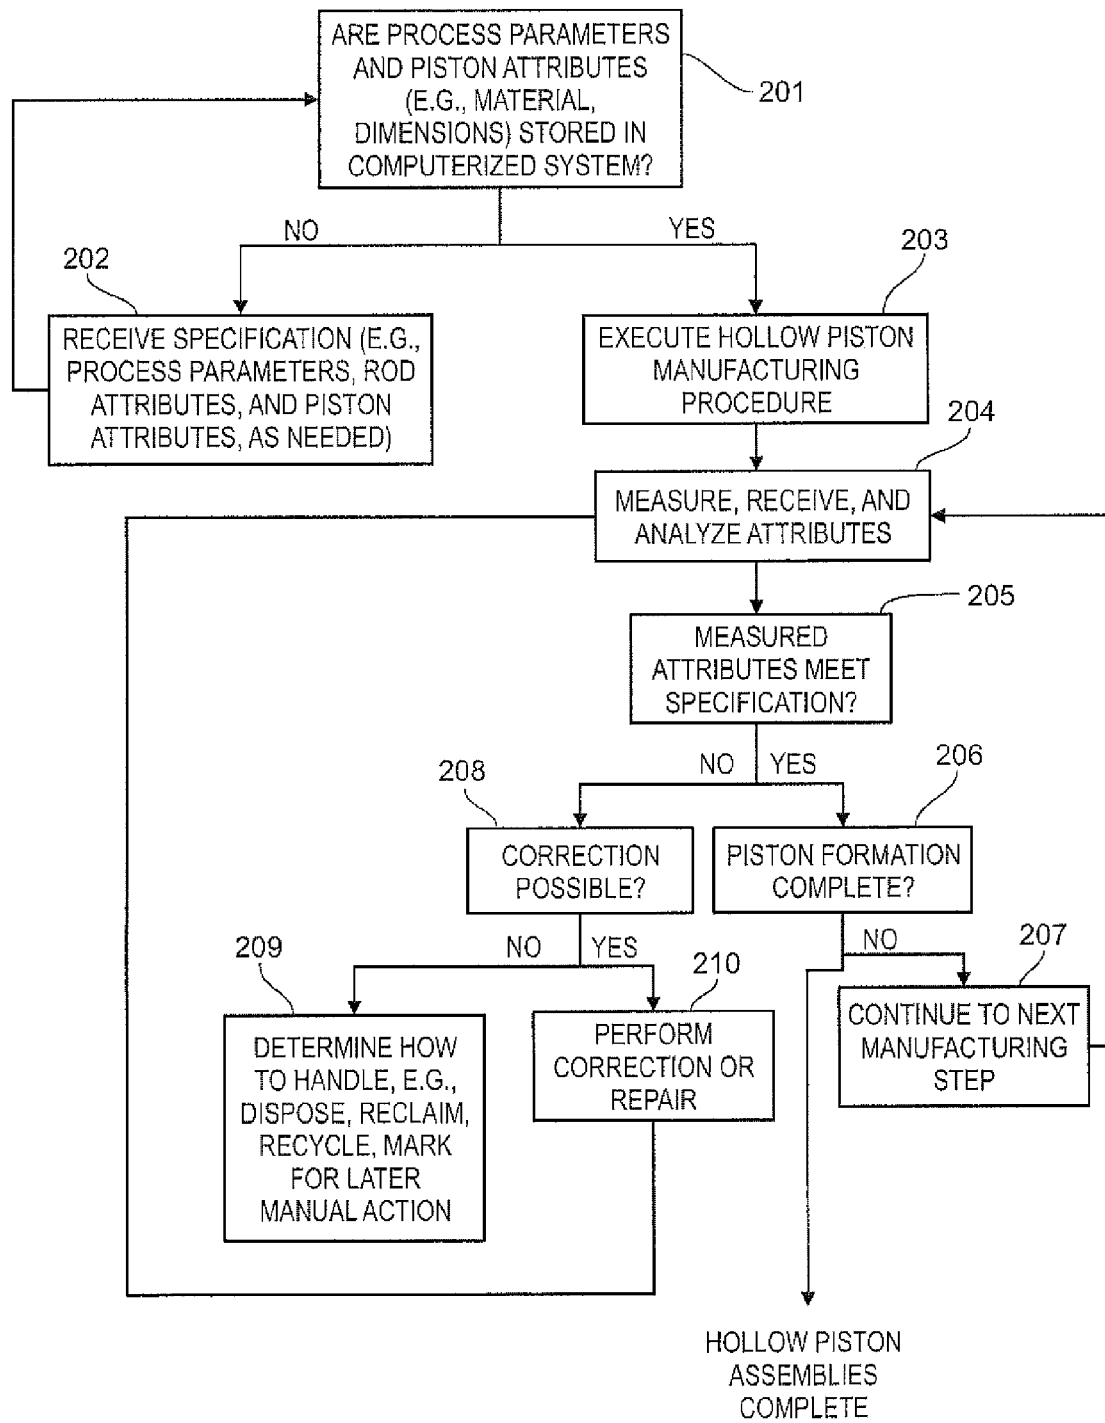 ARE PROCESS PARAMETERS
AND PISTON ATTRIBUTES
(E.G., MATERIAL,
DIMENSIONS) STORED IN
COMPUTERIZED SYSTEM?
201
NO
YES
202
203
RECEIVE SPECIFICATION (E.G.,
PROCESS PARAMETERS, ROD
ATTRIBUTES, AND PISTON
ATTRIBUTES, AS NEEDED)
EXECUTE HOLLOW PISTON
MANUFACTURING
PROCEDURE
204
MEASURE, RECEIVE, AND
ANALYZE ATTRIBUTES
205
MEASURED
ATTRIBUTES MEET
SPECIFICATION?
NO
YES
208
206
CORRECTION
POSSIBLE?
PISTON FORMATION
COMPLETE?
NO
YES
NO
209
210
207
DETERMINE HOW
TO HANDLE, E.G.,
DISPOSE, RECLAIM,
RECYCLE, MARK
FOR LATER
MANUAL ACTION
PERFORM
CORRECTION OR
REPAIR
CONTINUE TO NEXT
MANUFACTURING
STEP
HOLLOW PISTON
ASSEMBLIES
COMPLETE